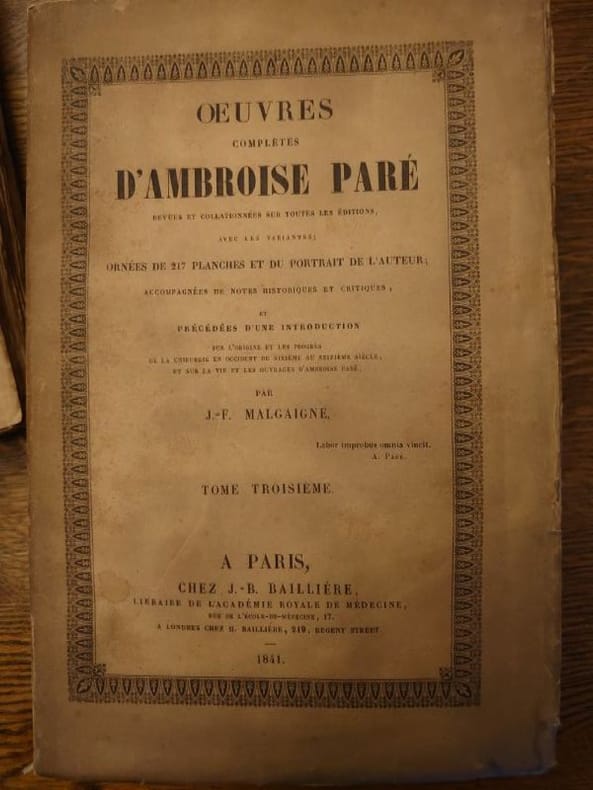 ŒUVRES
COMPLÈTES
D'AMBROISE PARÉ
REVUES ET COLLATIONNÉES SUR TOUTES LES ÉDITIONS,
AVEC LES VARIANTES;
ORNÉES DE 217 PLANCHES ET DU PORTRAIT DE L'AUTEUR;
ACCOMPAGNÉES DE NOTES HISTORIQUES ET CRITIQUES;
ET
PRÉCÉDÉES D'UNE INTRODUCTION
SUR L'ORIGINE ET LES PROGRÈS
DE LA CHIRURGIE EN OCCIDENT DU SIXIÈME AU SEIZIÈME SIÈCLE,
ET SUR LA VIE ET LES OUVRAGES D'AMBROISE PARÉ,
PAR
J.-F. MALGAIGNE,
Labor improbus omnia vincit.
A. PARÉ.
TOME TROISIEME.
A PARIS,
CHEZ J.-B. BAILLIÈRE,
LIBRAIRE DE L'ACADÉMIE ROYALE DE MÉDECINE,
RUE DE L'ÉCOLE-DE-MÉDECINE, 17.
A LONDRES CHEZ H. BAILLIÈRE, 219, REGENT STREET.
1841.